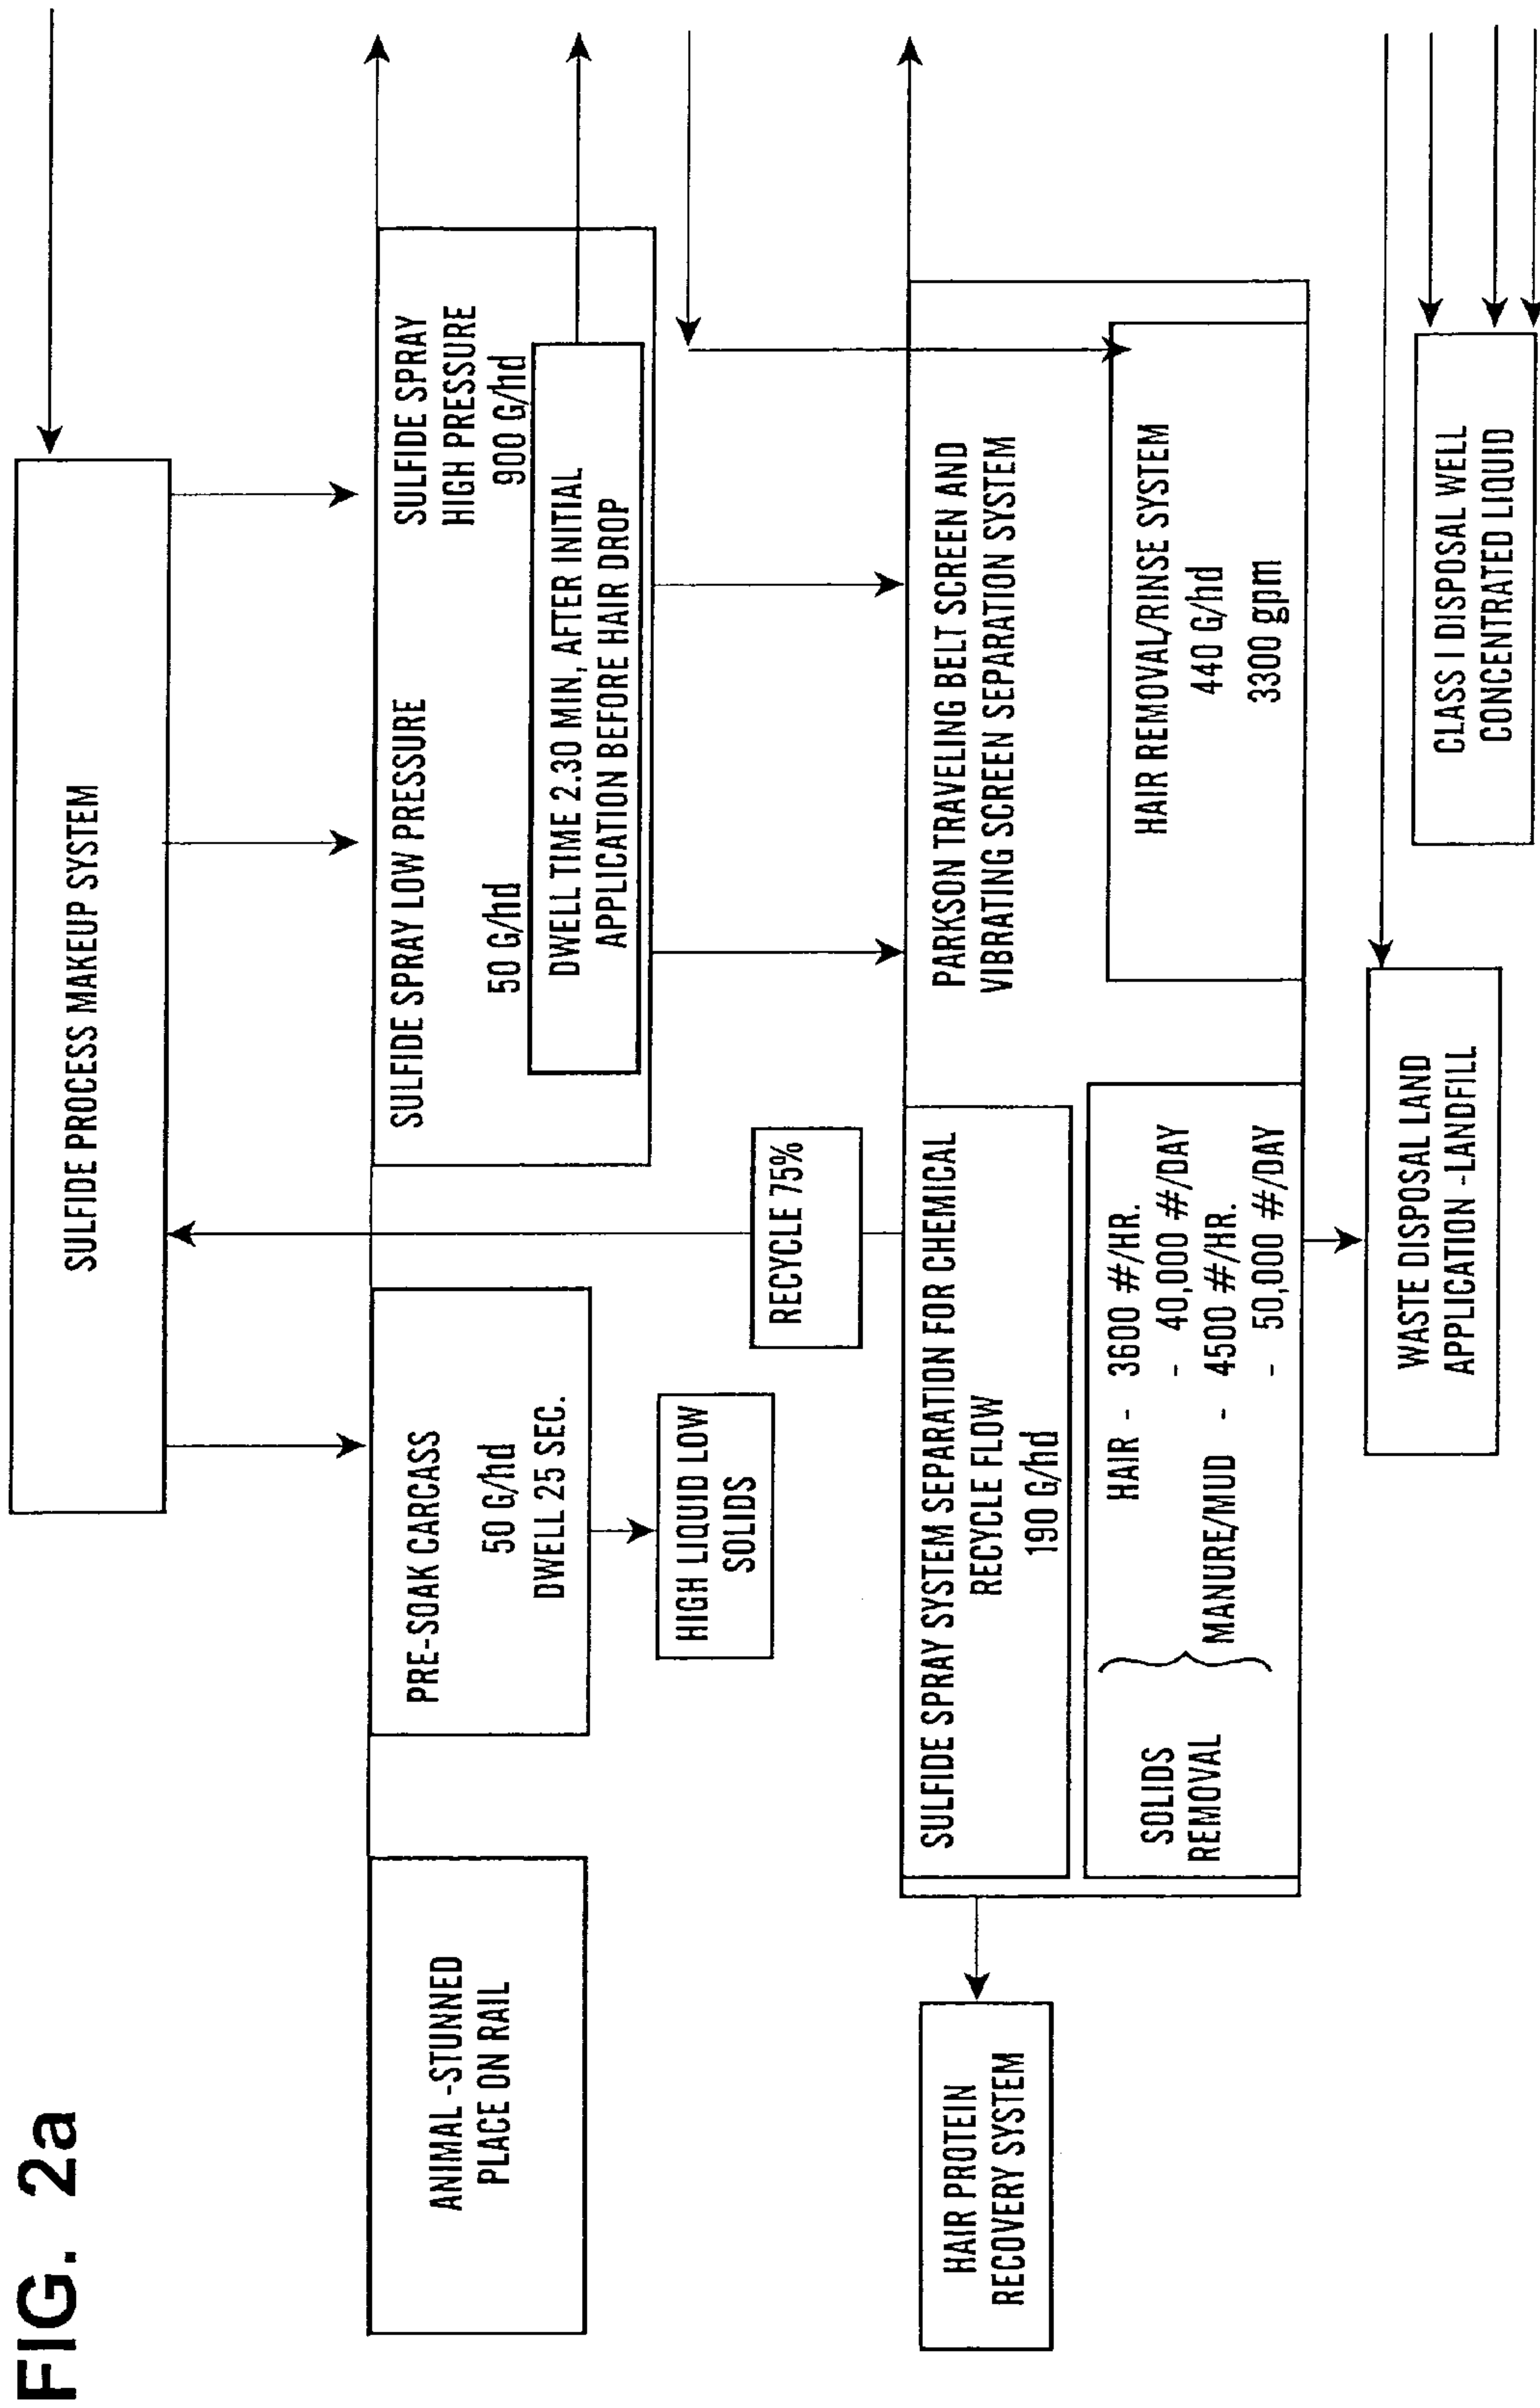 FIG. 2a
SULFIDE PROCESS MAKEUP SYSTEM
ANIMAL-STUNNED
PLACE ON RAIL
PRE-SOAK CARCASS
50 G/hd
DWELL 25 SEC.
HIGH LIQUID LOW
SOLIDS
SULFIDE SPRAY LOW PRESSURE
50 G/hd
SULFIDE SPRAY
HIGH PRESSURE
900 G/hd
DWELL TIME 2.30 MIN, AFTER INITIAL
APPLICATION BEFORE HAIR DROP
RECYCLE 75%
HAIR PROTEIN
RECOVERY SYSTEM
SULFIDE SPRAY SYSTEM SEPARATION FOR CHEMICAL
RECYCLE FLOW
190 G/hd
SOLIDS
REMOVAL
HAIR - 3600 #/HR.
- 40,000 #/DAY
MANURE/MUD - 4500 #/HR.
- 50,000 #/DAY
PARKSON TRAVELING BELT SCREEN AND
VIBRATING SCREEN SEPARATION SYSTEM
HAIR REMOVAL/RINSE SYSTEM
440 G/hd
3300 gpm
WASTE DISPOSAL LAND
APPLICATION-LANDFILL
CLASS I DISPOSAL WELL
CONCENTRATED LIQUID